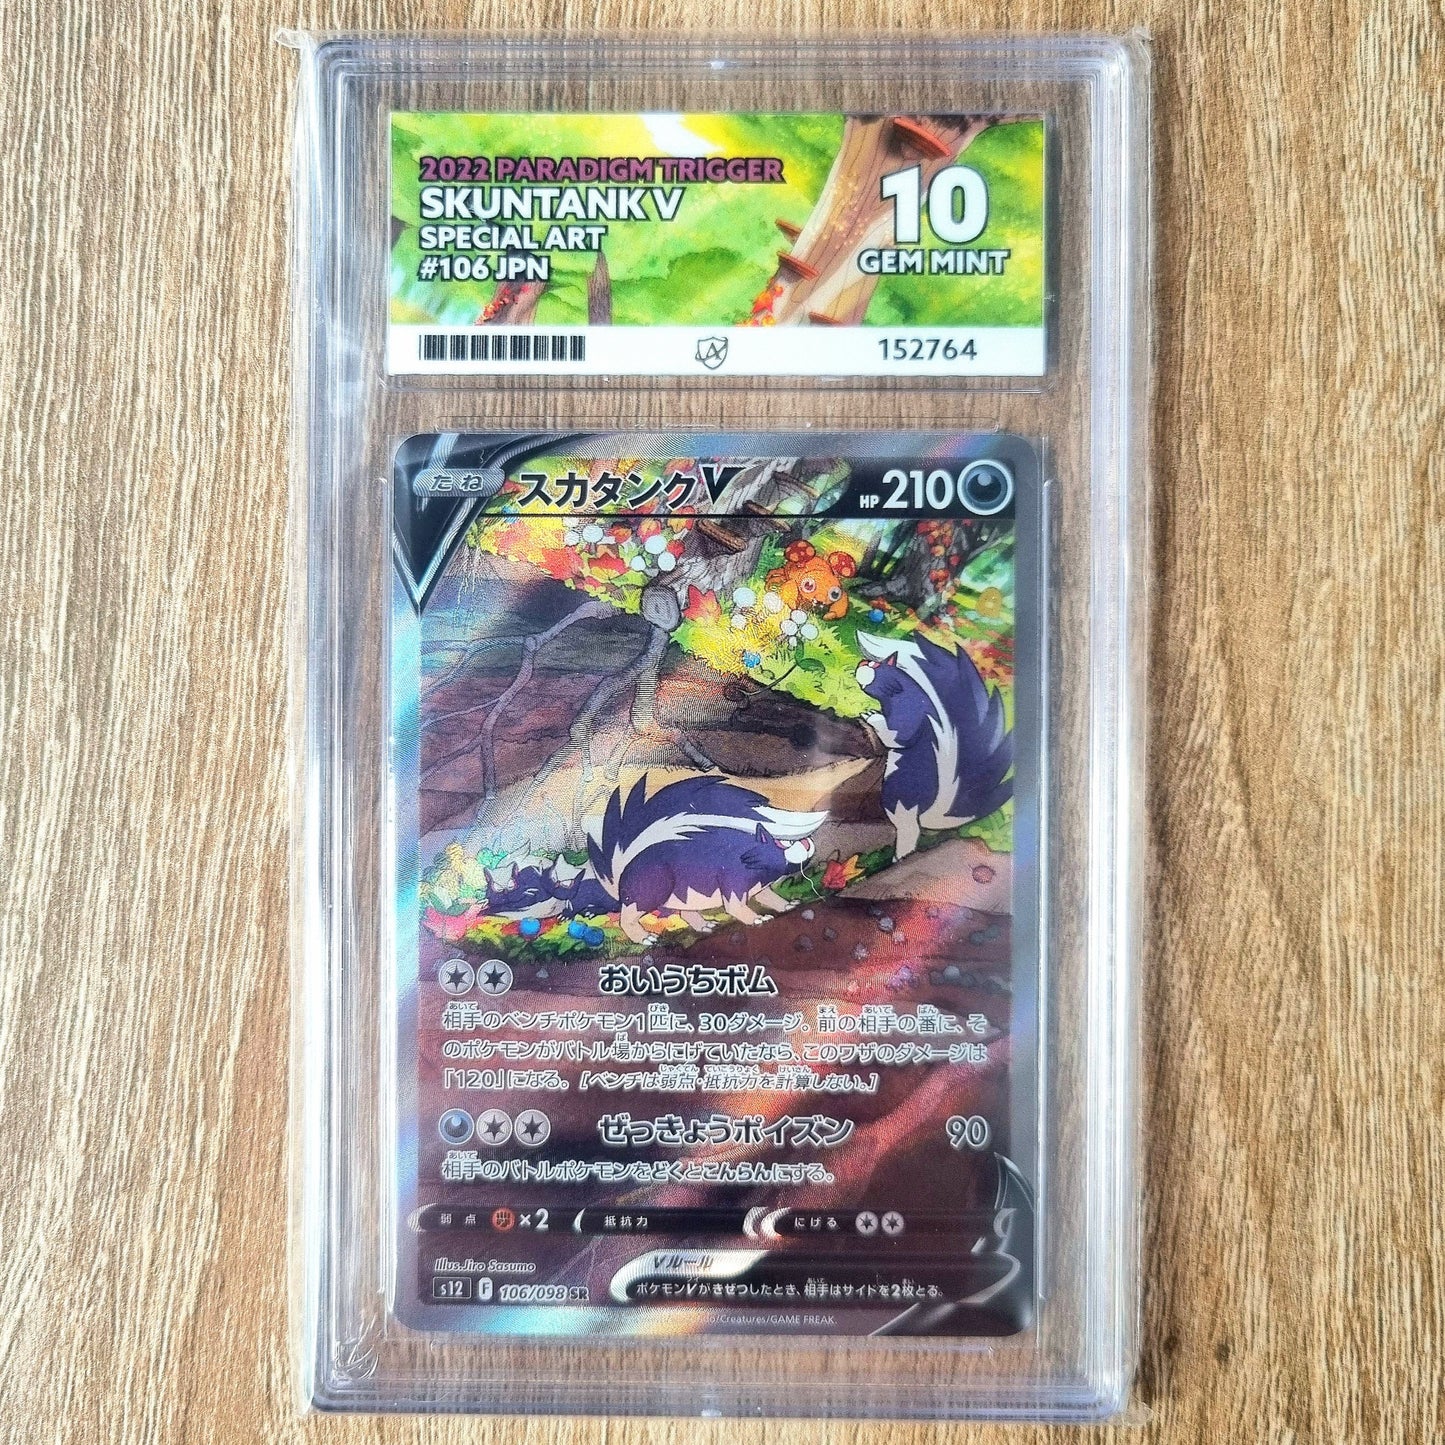 2022 PARADIGM TRIGGER
SKUNTANK V
SPECIAL ART
#106 JPN
10
GEM MINT
152764
たね スカタンクV HP 210
おいうちボム
相手のベンチポケモン1匹に、30ダメージ。前の相手の番に、そ
のポケモンがバトル場からにげていたなら、このワザのダメージは
「120」になる。[ベンチは弱点・抵抗力を計算しない。]
ぜっきょうポイズン 90
相手のバトルポケモンをどくとこんらんにする。
弱点 ×2 抵抗力 にげる
Illus.Jiro Sasumo
Vルール
s12 F 106/098 SR
ポケモンVがきぜつしたとき、相手はサイドを2枚とる。
/Creatures/GAME FREAK.